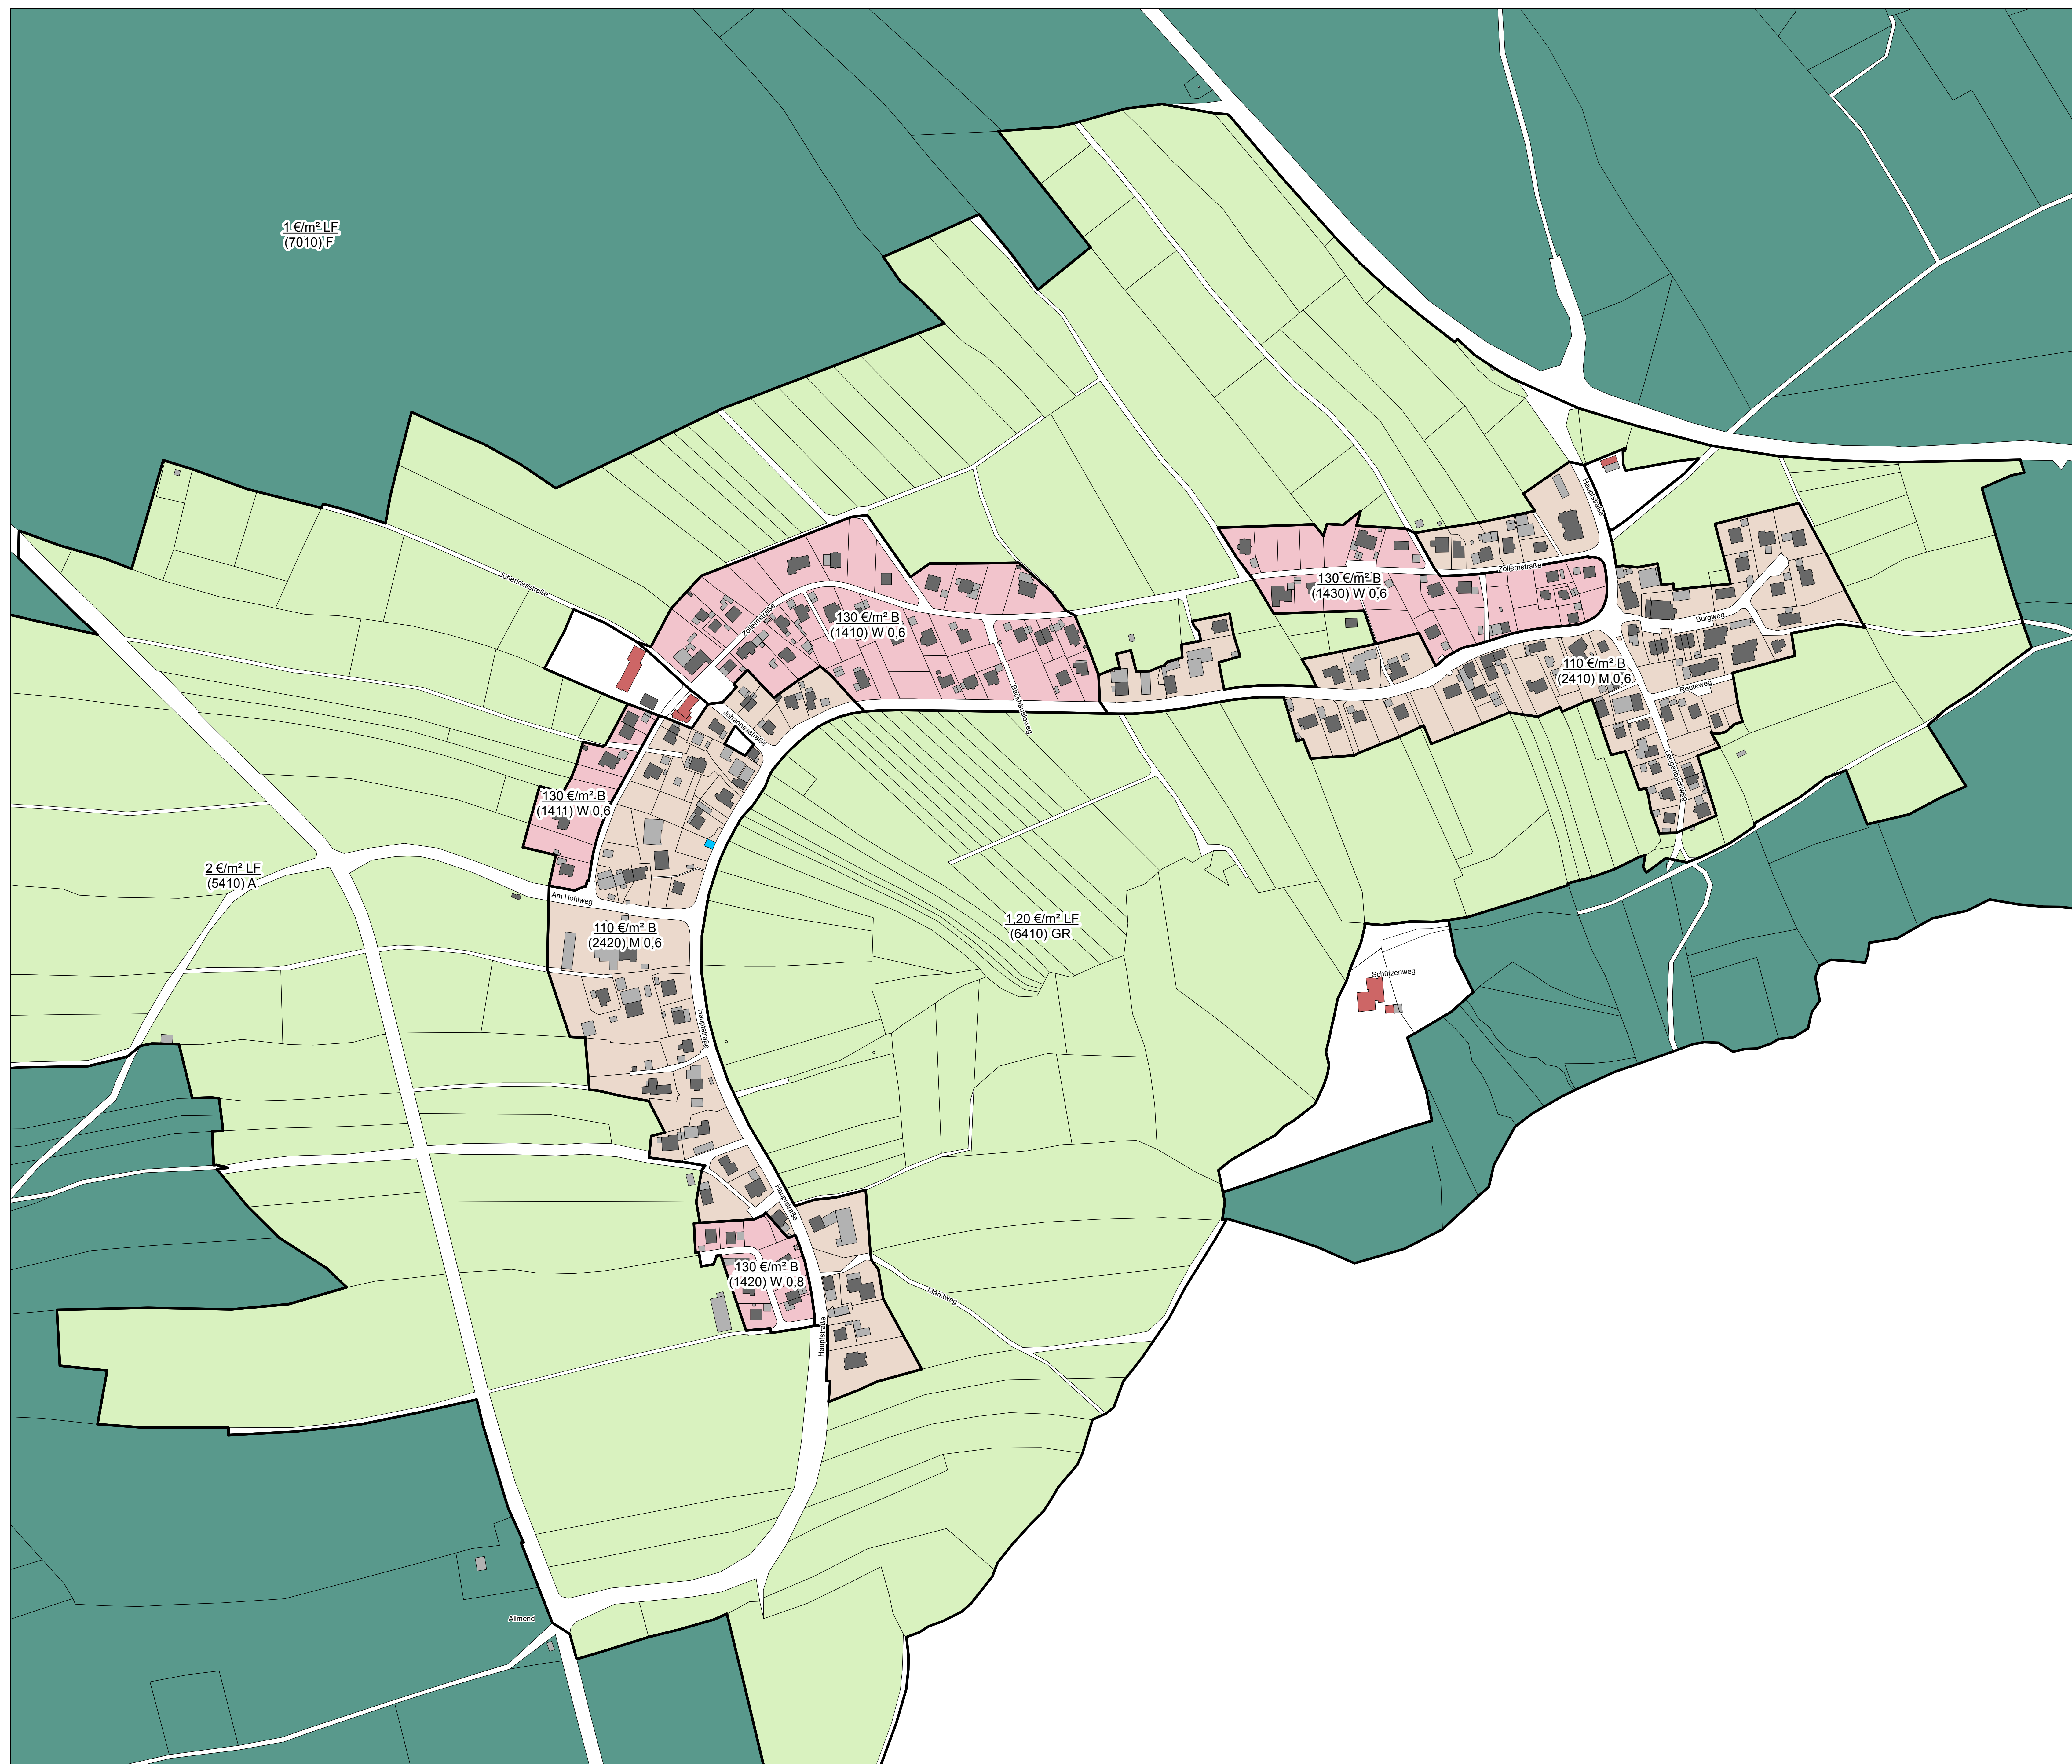 1 €/m² LF
(7010) F
Hauptstraße
Zollernstraße
Johannesstraße
130 €/m² B
(1430) W 0,6
Zollernstraße
130 €/m² B
(1410) W 0,6
Burgweg
110 €/m² B
(2410) M 0,6
Reuteweg
Backhäusleweg
Johannesstraße
Lengenbachweg
130 €/m² B
(1411) W 0,6
2 €/m² LF
(5410) A
Am Hohlweg
1,20 €/m² LF
(6410) GR
110 €/m² B
(2420) M 0,6
Schützenweg
Hauptstraße
Hauptstraße
130 €/m² B
(1420) W 0,8
Marktweg
Hauptstraße
Allmend